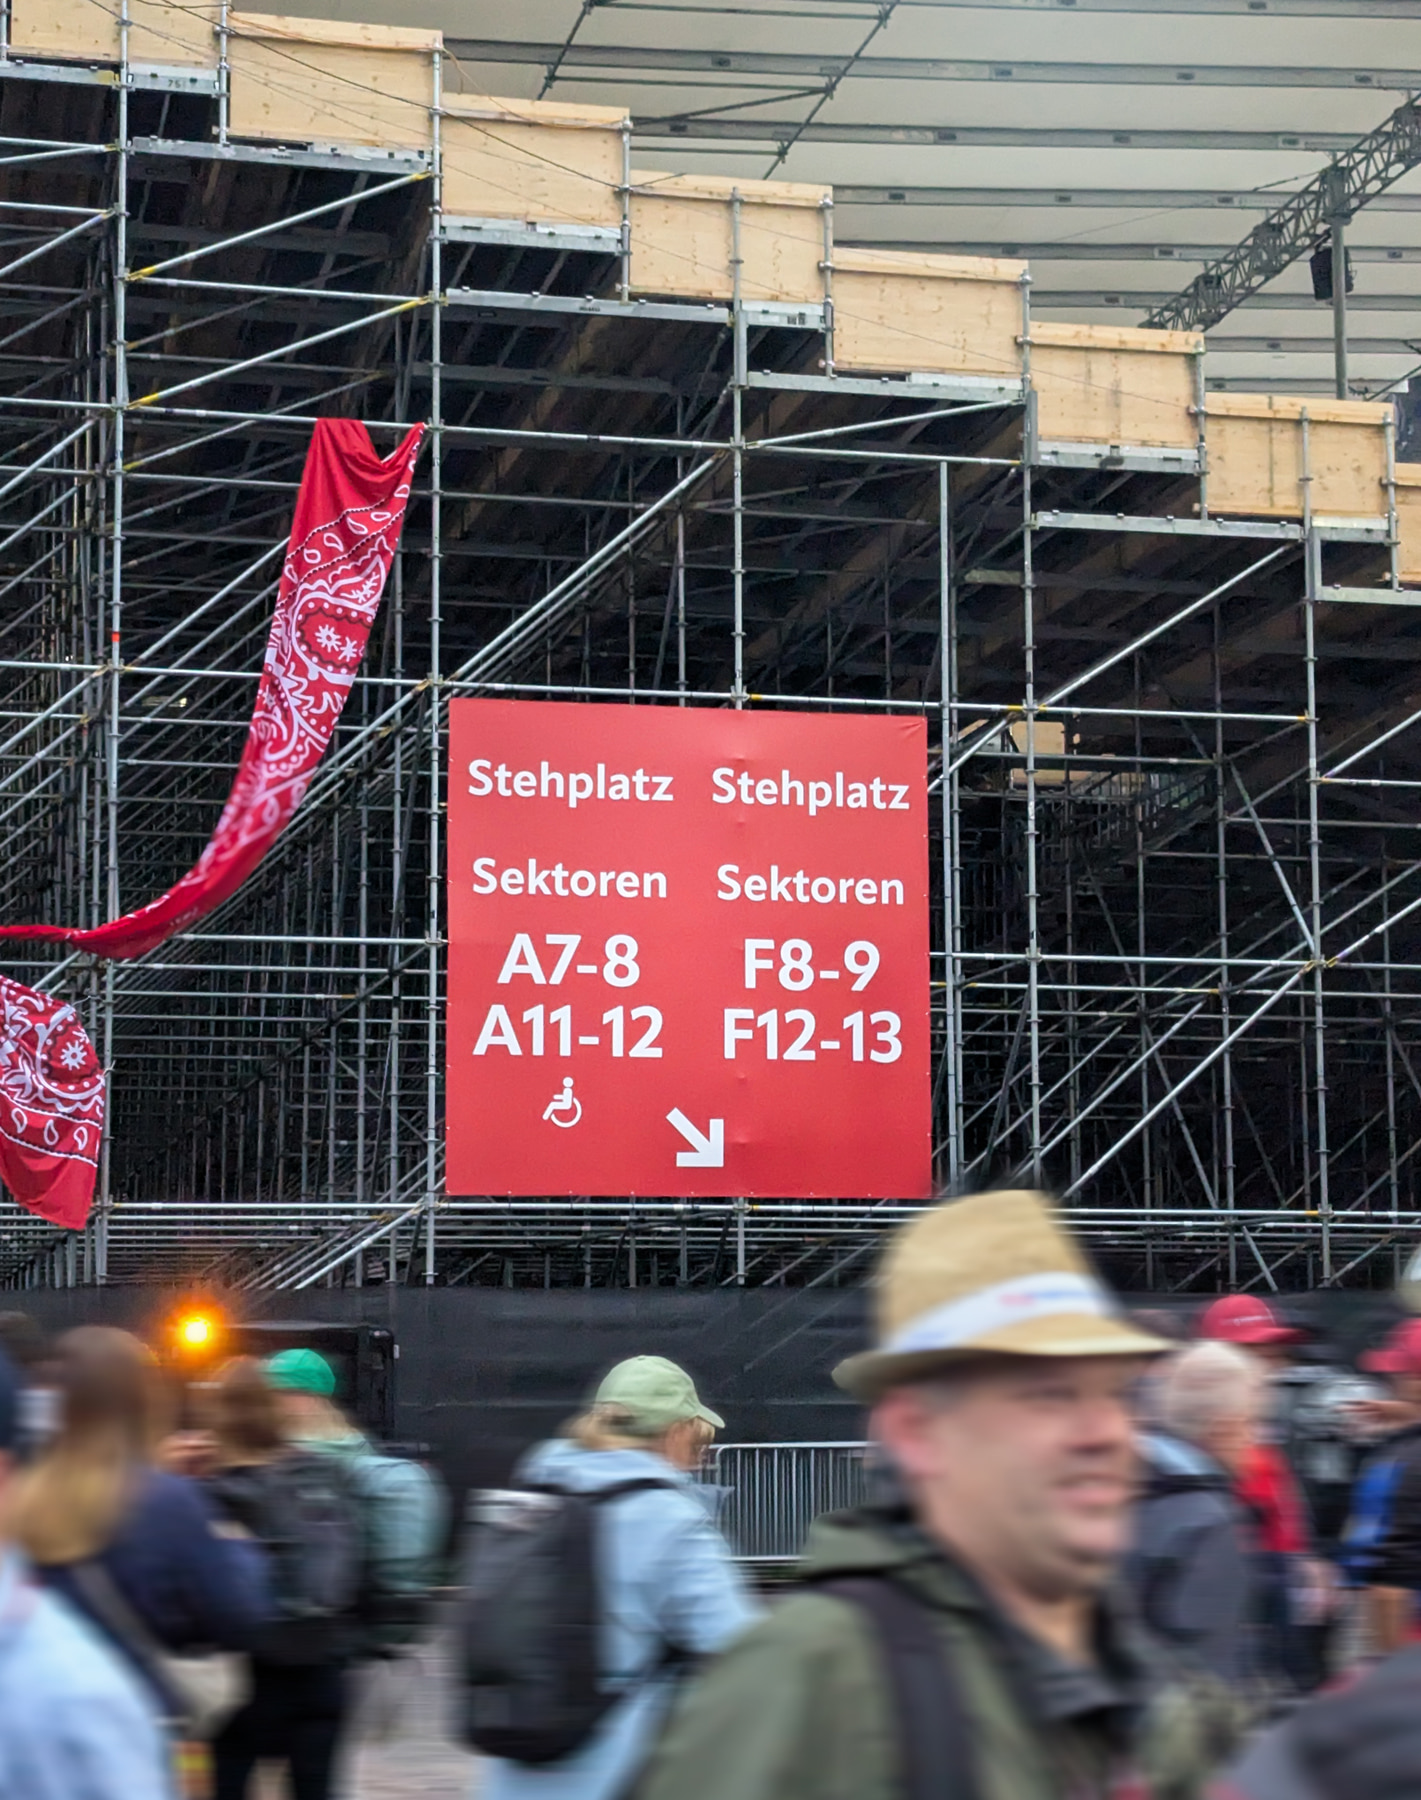 Stehplatz Stehplatz
Sektoren Sektoren
A7-8 F8-9
A11-12 F12-13